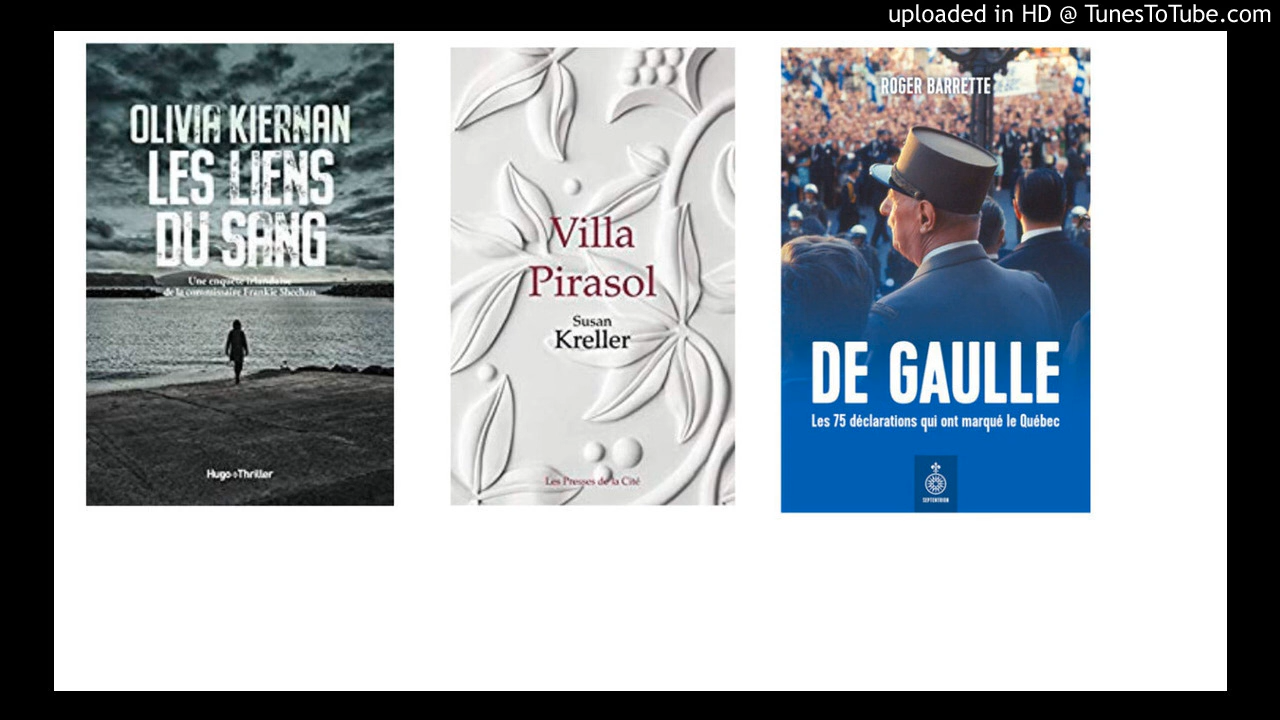 uploaded in HD @ TunesToTube.com
OLIVIA KIERNAN
LES LIENS
DU SANG
Une enquête irlandaise
de la commissaire Frankie Sheehan
Hugo Thriller
Villa
Pirasol
Susan
Kreller
Les Presses de la Cité
ROGER BARRETTE
DE GAULLE
Les 75 déclarations qui ont marqué le Québec
SEPTENTRION